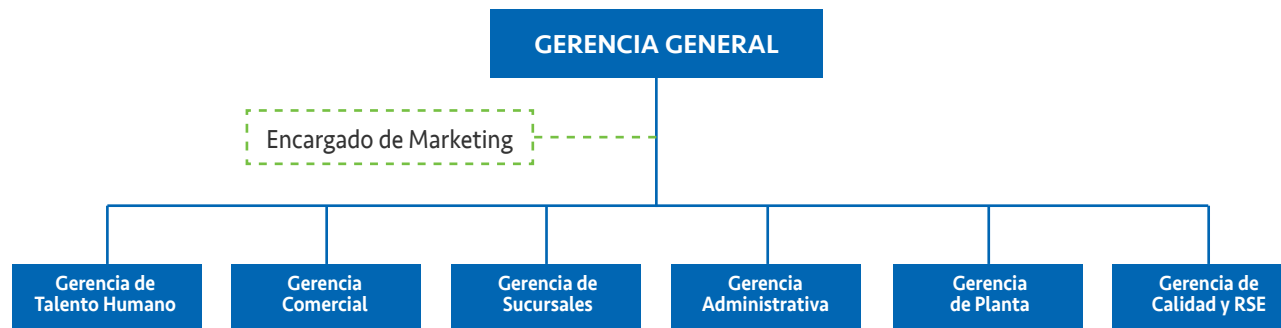 GERENCIA GENERAL
Encargado de Marketing
Gerencia de
Talento Humano
Gerencia
Comercial
Gerencia de
Sucursales
Gerencia
Administrativa
Gerencia
de Planta
Gerencia de
Calidad y RSE